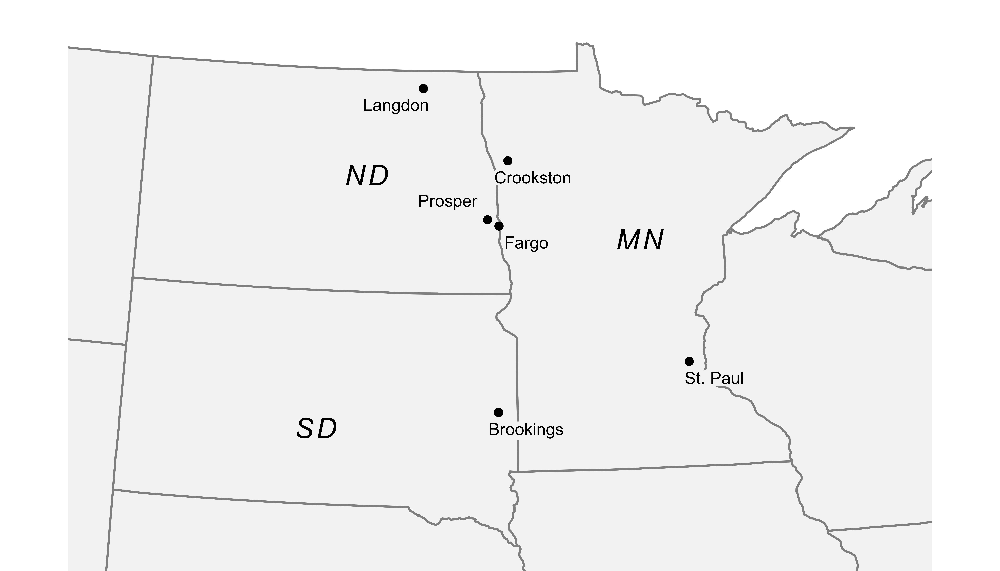 Langdon
ND
Crookston
Prosper
MN
Fargo
St. Paul
SD
Brookings